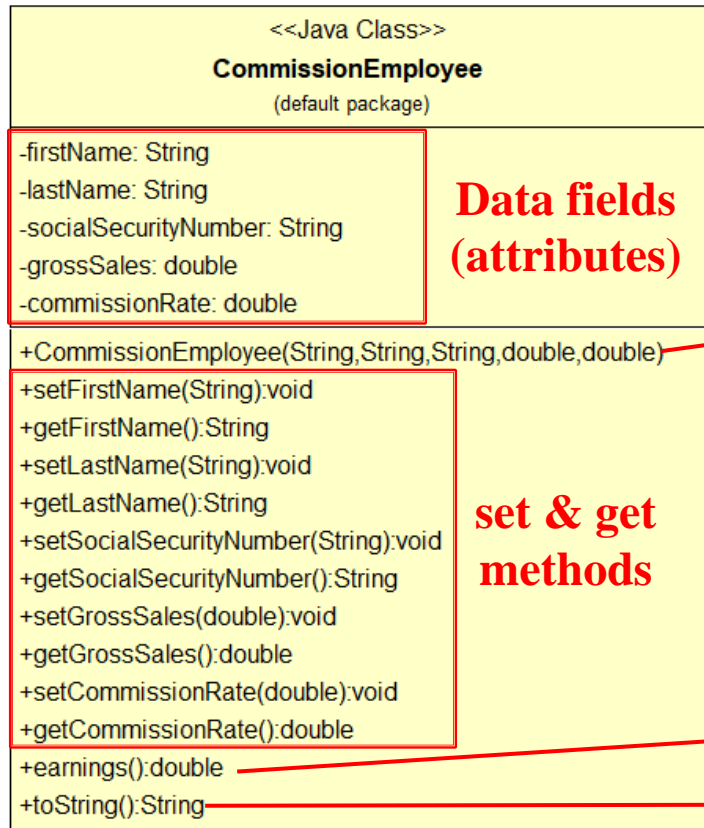 <<Java Class>>
CommissionEmployee
(default package)
-firstName: String
-lastName: String
-socialSecurityNumber: String
-grossSales: double
-commissionRate: double
Data fields
(attributes)
+CommissionEmployee(String,String,String,double,double)
+setFirstName(String):void
+getFirstName():String
+setLastName(String):void
+getLastName():String
+setSocialSecurityNumber(String):void
+getSocialSecurityNumber():String
+setGrossSales(double):void
+getGrossSales():double
+setCommissionRate(double):void
+getCommissionRate():double
set & get
methods
+earnings():double
+toString():String